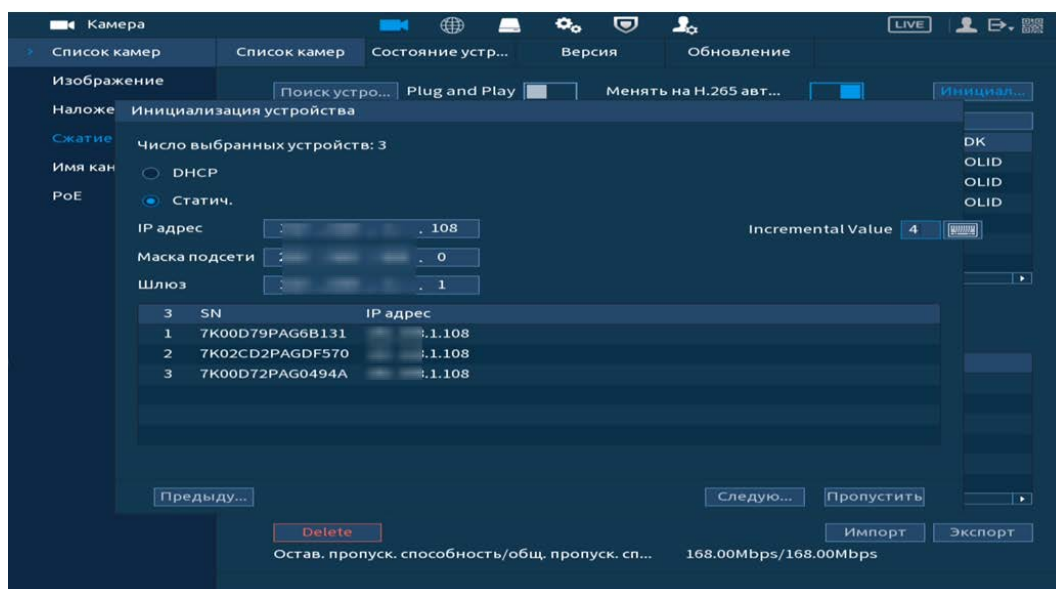 Камера LIVE
Список камер Список камер Состояние устр... Версия Обновление
Изображение
Поиск устро... Plug and Play Менять на H.265 авт... Инициал...
Наложе Инициализация устройства
Сжатие Число выбранных устройств: 3 DK
Имя кан DHCP OLID
OLID
PoE Статич. OLID
IP адрес . 108 Incremental Value 4
Маска подсети . 0
Шлюз . 1
3 SN IP адрес
1 7K00D79PAG6B131 .1.108
2 7K02CD2PAGDF570 .1.108
3 7K00D72PAG0494A .1.108
Предыду... Следую... Пропустить
Delete Импорт Экспорт
Остав. пропуск. способность/общ. пропуск. сп... 168.00Mbps/168.00Mbps